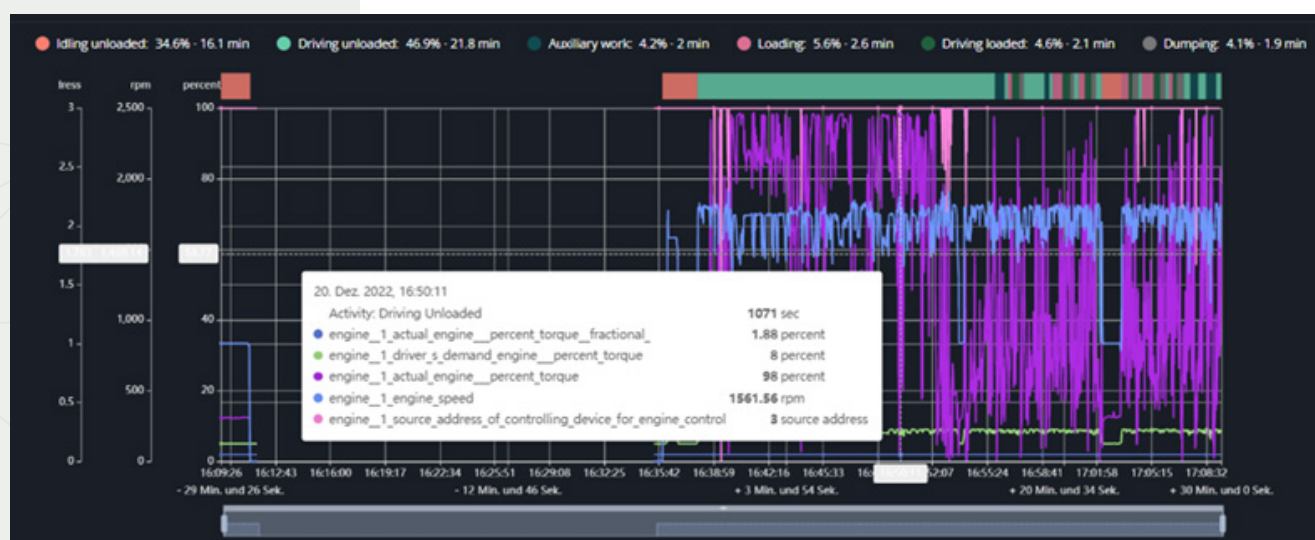 Idling unloaded: 34.6% · 16.1 min Driving unloaded: 46.9% · 21.8 min Auxiliary work: 4.2% · 2 min Loading: 5.6% · 2.6 min Driving loaded: 4.6% · 2.1 min Dumping: 4.1% · 1.9 min
rpm percent
3 2,500 100
2.5 2,000 80
2
1.5
1,000 40
1
500 20
0.5
0 0 0
20. Dez. 2022, 16:50:11
Activity: Driving Unloaded 1071 sec
engine__1_actual_engine___percent_torque__fractional_ 1.88 percent
engine__1_driver_s_demand_engine___percent_torque 8 percent
engine__1_actual_engine___percent_torque 98 percent
engine__1_engine_speed 1561.56 rpm
engine__1_source_address_of_controlling_device_for_engine_control 3 source address
16:09:26 16:12:43 16:16:00 16:19:17 16:22:34 16:25:51 16:29:08 16:32:25 16:35:42 16:38:59 16:42:16 16:45:33 16:55:24 16:58:41 17:01:58 17:05:15 17:08:32
- 29 Min. und 26 Sek. - 12 Min. und 46 Sek. + 3 Min. und 54 Sek. + 20 Min. und 34 Sek. + 30 Min. und 0 Sek.